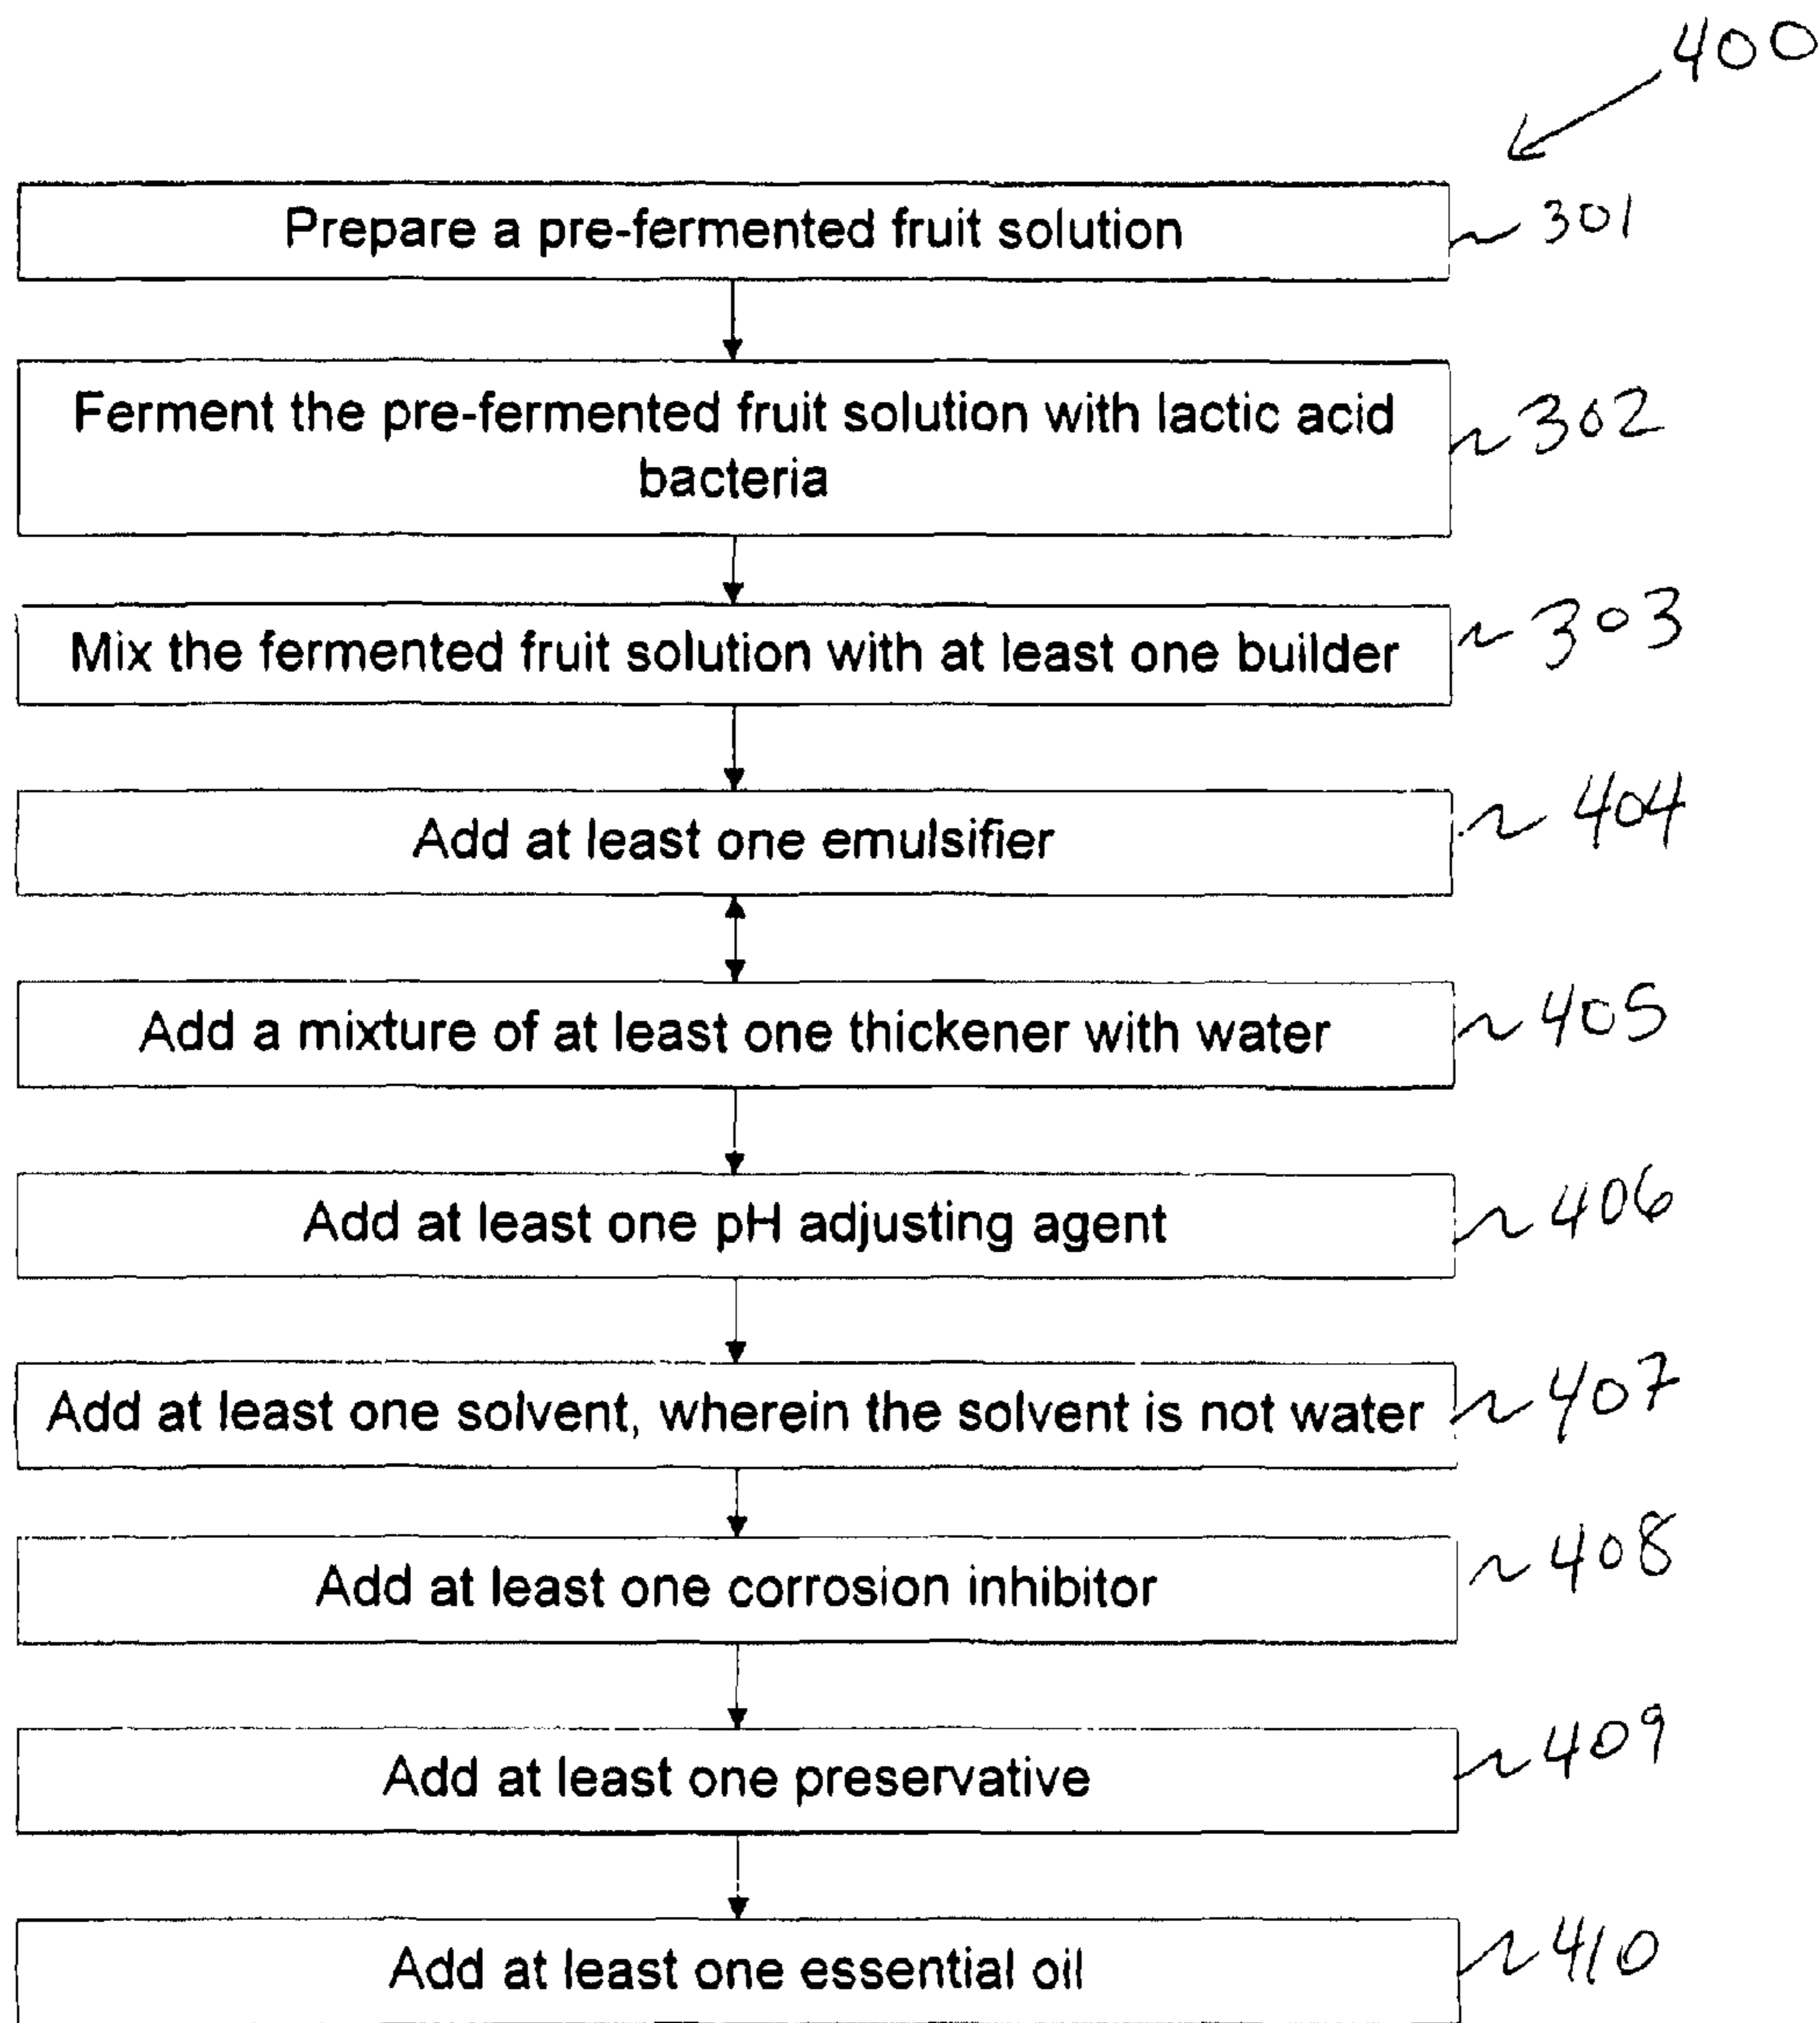 400
Prepare a pre-fermented fruit solution
301
Ferment the pre-fermented fruit solution with lactic acid
bacteria
302
Mix the fermented fruit solution with at least one builder
303
Add at least one emulsifier
404
Add a mixture of at least one thickener with water
405
Add at least one pH adjusting agent
406
Add at least one solvent, wherein the solvent is not water
407
Add at least one corrosion inhibitor
408
Add at least one preservative
409
Add at least one essential oil
410